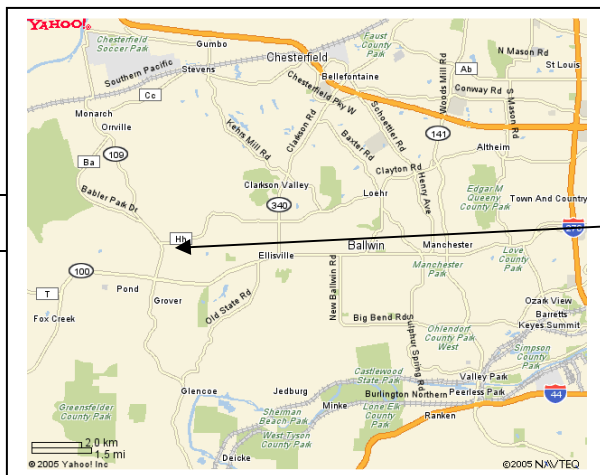 YAHOO!
Chesterfield
Soccer Park
Gumbo
Faust
County
Park
N Mason Rd
Chesterfield
Southern Pacific
Stevens
Bellefontaine
Ab
St Louis
Cc
Chesterfield Pky W
Woods Mill Rd
Conway Rd
S Mason Rd
Monarch
Orrville
Kehrs Mill Rd
Clarkson Rd
Schoettler Rd
141
109
Baxter Rd
Altheim
Ba
Clayton Rd
Henry Ave
Clarkson Valley
Loehr
Edgar M
Queeny
County Park
Town And Country
Babler Park Dr
340
Hh
270
Ellisville
Ballwin
Manchester
Manchester
Park
Love
County
Park
100
New Ballwin Rd
T
Pond
Grover
Old State Rd
Ozark View
Barretts
Keyes Summit
Fox Creek
Big Bend Rd
Sulphur Spring Rd
Ohlendorf
County Park
West
Simpson
County
Park
Castlewood
State Park
Valley Park
Glencoe
Jedburg
Burlington Northern
Peerless Park
44
Greensfelder
County Park
Sherman
Beach Park
Minke
Lone Elk
County Park
Ranken
West Tyson
County Park
2.0 km
1.5 mi
Deicke
© 2005 Yahoo! Inc
©2005 NAVTEQ